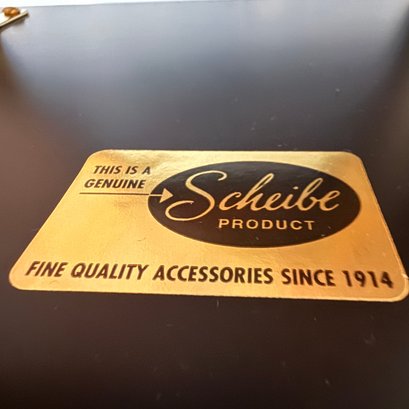 THIS IS A
GENUINE
Scheibe
PRODUCT
FINE QUALITY ACCESSORIES SINCE 1914